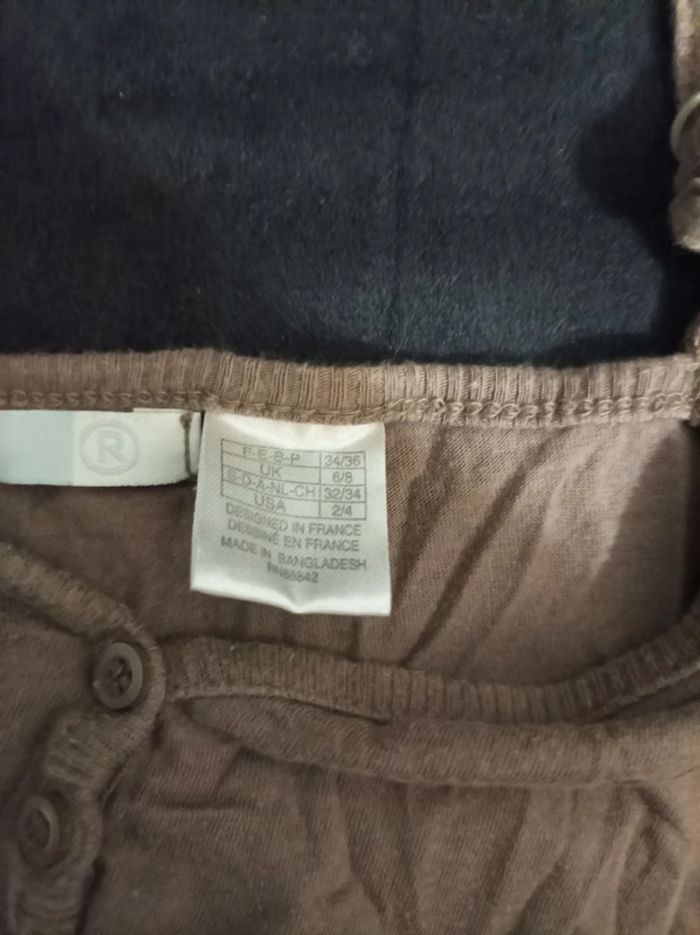 R
F-E-B-P 34/36
UK 6/8
S-D-A-NL-CH 32/34
USA 2/4
DESIGNED IN FRANCE
DESSINÉ EN FRANCE
MADE IN BANGLADESH